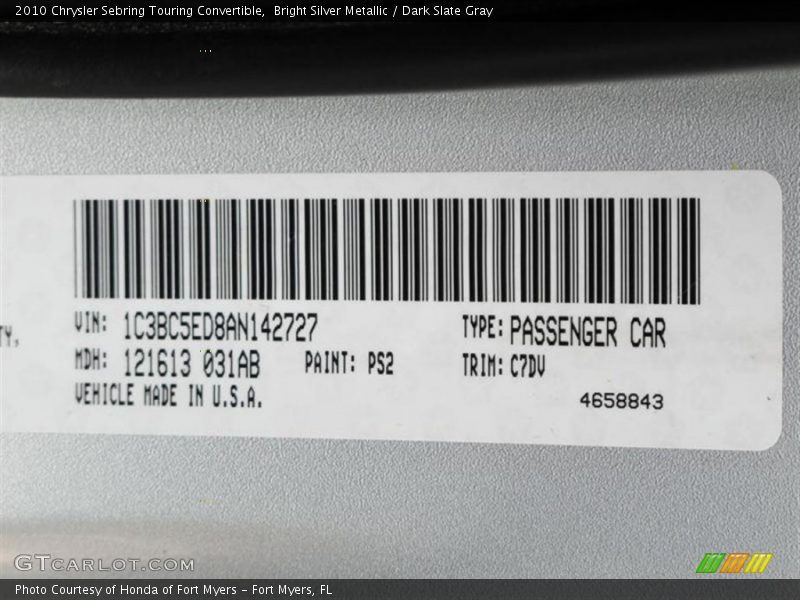 2010 Chrysler Sebring Touring Convertible,  Bright Silver Metallic / Dark Slate Gray
TY,
VIN: 1C3BC5ED8AN142727 TYPE: PASSENGER CAR
MDH: 121613 031AB PAINT: PS2 TRIM: C7DV
VEHICLE MADE IN U.S.A. 4658843
GTCARLOT.COM
Photo Courtesy of Honda of Fort Myers – Fort Myers, FL